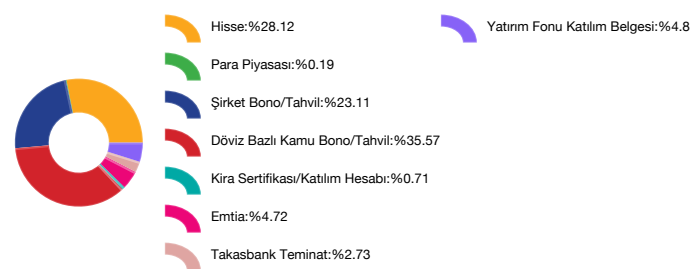 Hisse:%28.12
Para Piyasası:%0.19
Şirket Bono/Tahvil:%23.11
Döviz Bazlı Kamu Bono/Tahvil:%35.57
Kira Sertifikası/Katılım Hesabı:%0.71
Emtia:%4.72
Takasbank Teminat:%2.73
Yatırım Fonu Katılım Belgesi:%4.8